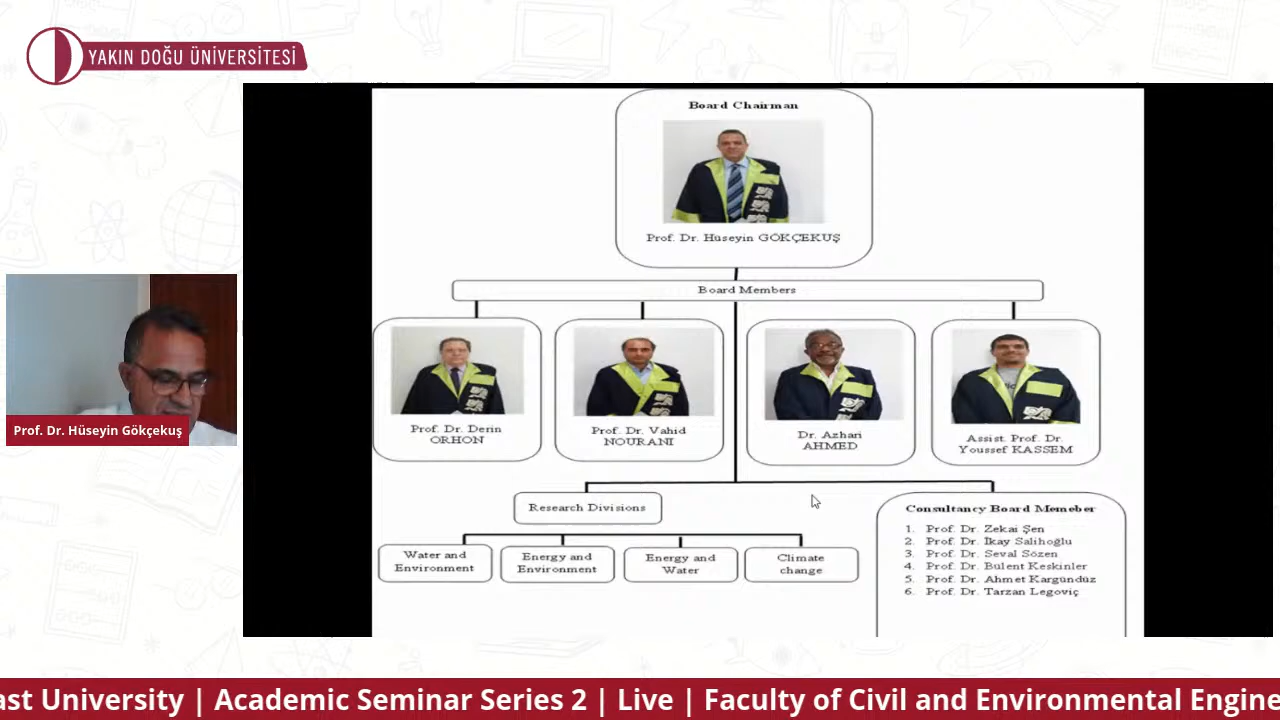 YAKIN DOĞU ÜNİVERSİTESİ
Board Chairman
Prof. Dr. Hüseyin GÖKÇEKUŞ
Board Members
Prof. Dr. Derin
ORHON
Prof. Dr. Vahid
NOURANI
Dr. Azhari
AHMED
Assist. Prof. Dr.
Youssef KASSEM
Prof. Dr. Hüseyin Gökçekuş
Research Divisions
Water and
Environment
Energy and
Environment
Energy and
Water
Climate
change
Consultancy Board Memeber
1. Prof. Dr. Zekai Şen
2. Prof. Dr. İkay Salihoğlu
3. Prof. Dr. Seval Sözen
4. Prof. Dr. Bülent Keskinler
5. Prof. Dr. Ahmet Kargündüz
6. Prof. Dr. Tarzan Legoviç
ast University | Academic Seminar Series 2 | Live | Faculty of Civil and Environmental Engine